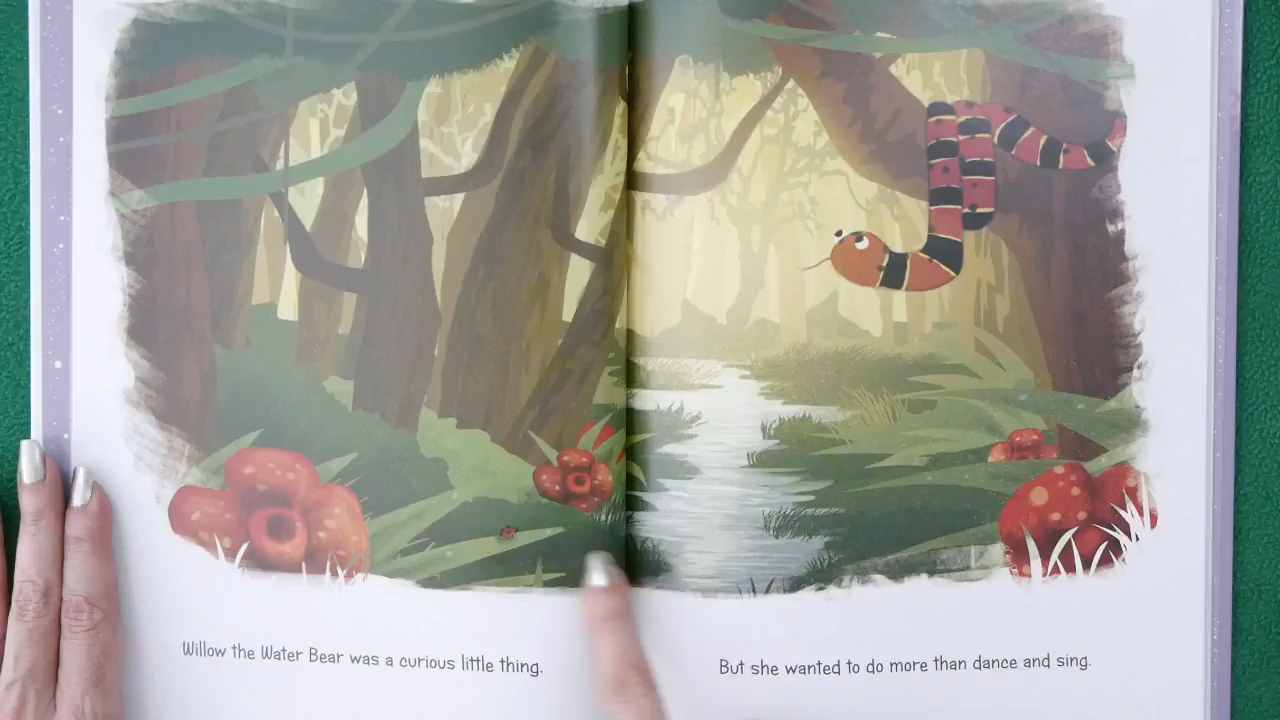 Willow the Water Bear was a curious little thing.
But she wanted to do more than dance and sing.